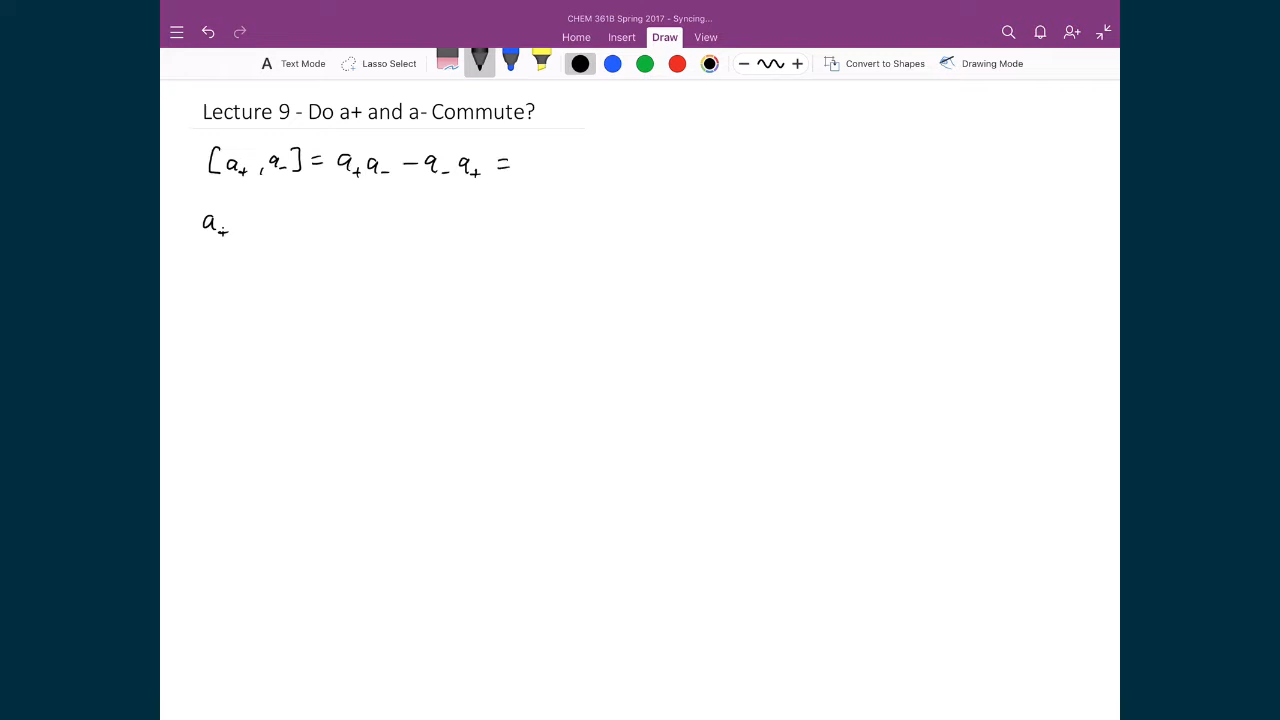 CHEM 361B Spring 2017 - Syncing...
Home Insert Draw View
A Text Mode Lasso Select Convert to Shapes Drawing Mode
Lecture 9 - Do a+ and a- Commute?
[a₊, a₋] = a₊a₋ − a₋a₊ =
a₊